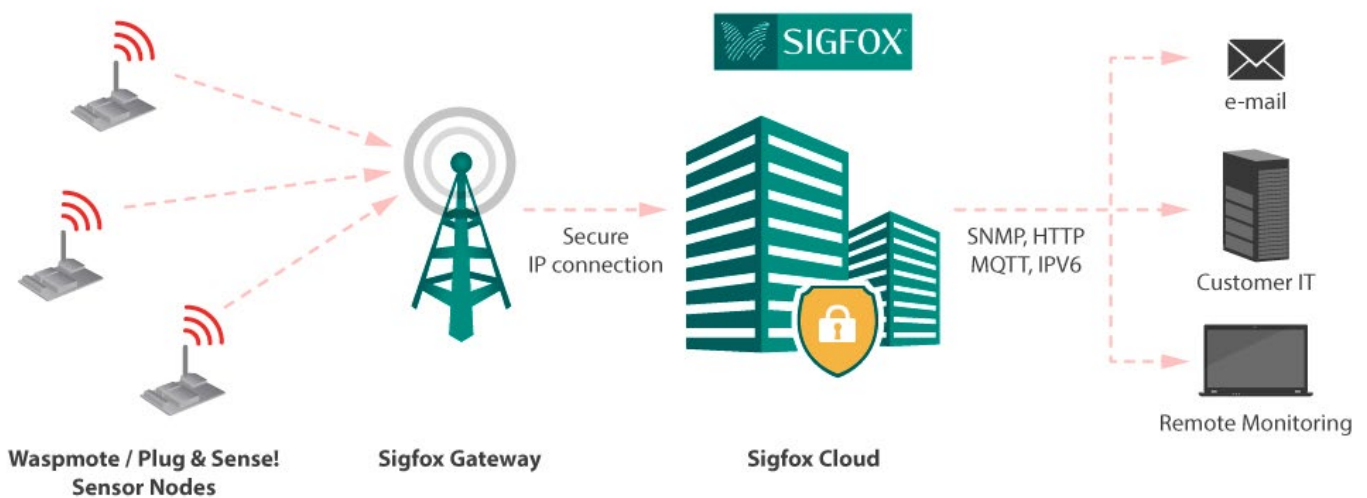 SIGFOX
e-mail
Secure
IP connection
SNMP, HTTP
MQTT, IPV6
Customer IT
Remote Monitoring
Waspmote / Plug & Sense!
Sensor Nodes
Sigfox Gateway
Sigfox Cloud